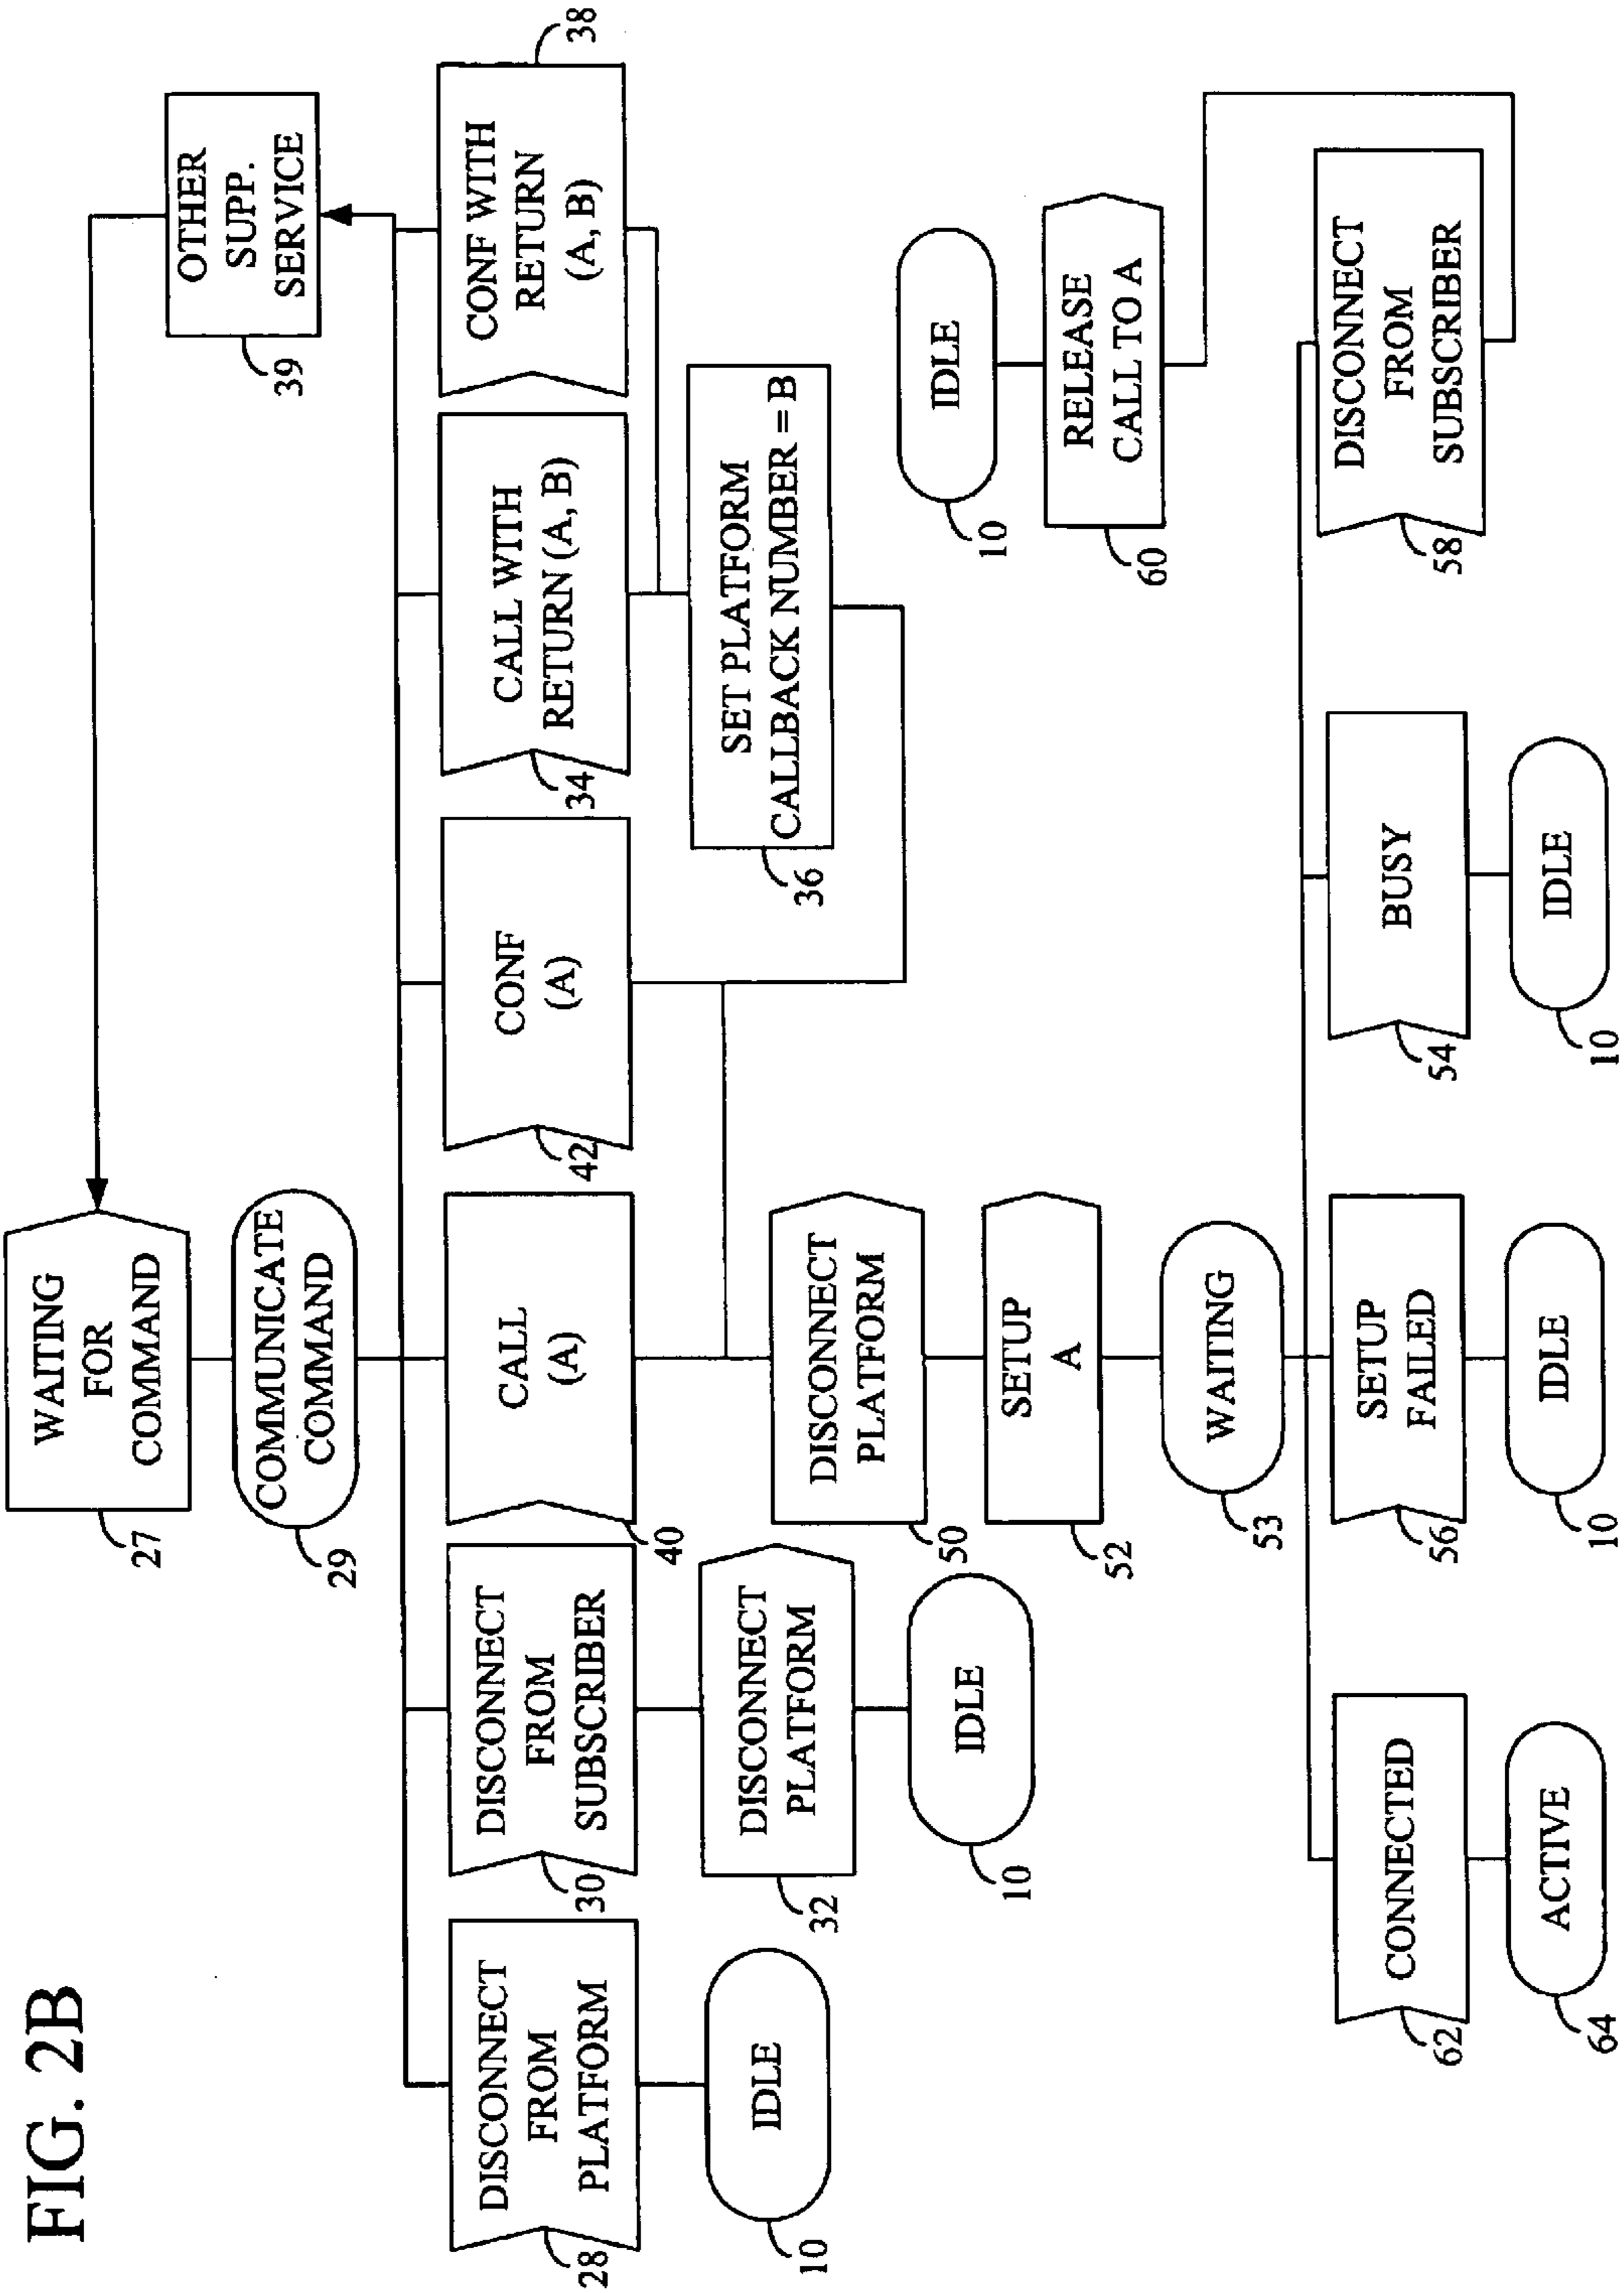 FIG. 2B
WAITING
FOR
COMMAND
27
COMMUNICATE
COMMAND
29
OTHER
SUPP.
SERVICE
39
DISCONNECT
FROM
PLATFORM
28
IDLE
10
DISCONNECT
FROM
SUBSCRIBER
30
DISCONNECT
PLATFORM
32
IDLE
10
CALL
(A)
40
CONF
(A)
42
CALL WITH
RETURN (A, B)
34
CONF WITH
RETURN
(A, B)
38
SET PLATFORM
CALLBACK NUMBER = B
36
DISCONNECT
PLATFORM
50
SETUP
A
52
WAITING
53
IDLE
10
RELEASE
CALL TO A
60
CONNECTED
62
ACTIVE
64
SETUP
FAILED
56
IDLE
10
BUSY
54
IDLE
10
DISCONNECT
FROM
SUBSCRIBER
58